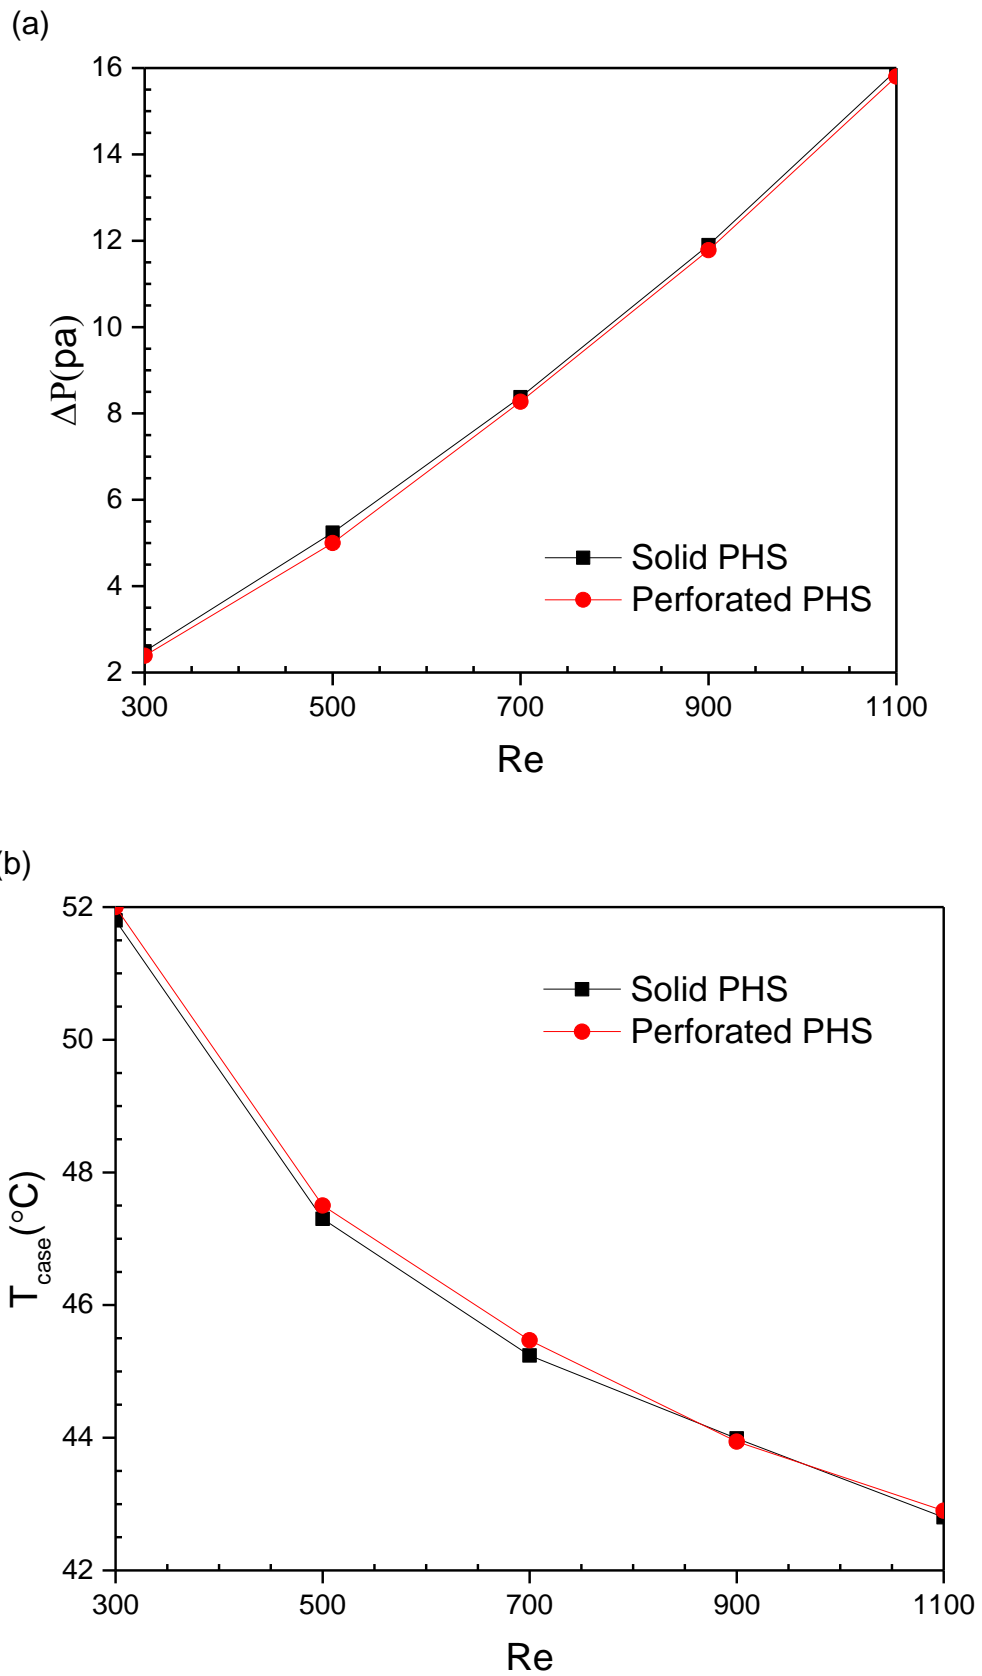 (a)
16
14
12
10
8
6
4
2
ΔP(pa)
Solid PHS
Perforated PHS
300 500 700 900 1100
Re
(b)
52
50
48
46
44
42
T_case(°C)
Solid PHS
Perforated PHS
300 500 700 900 1100
Re